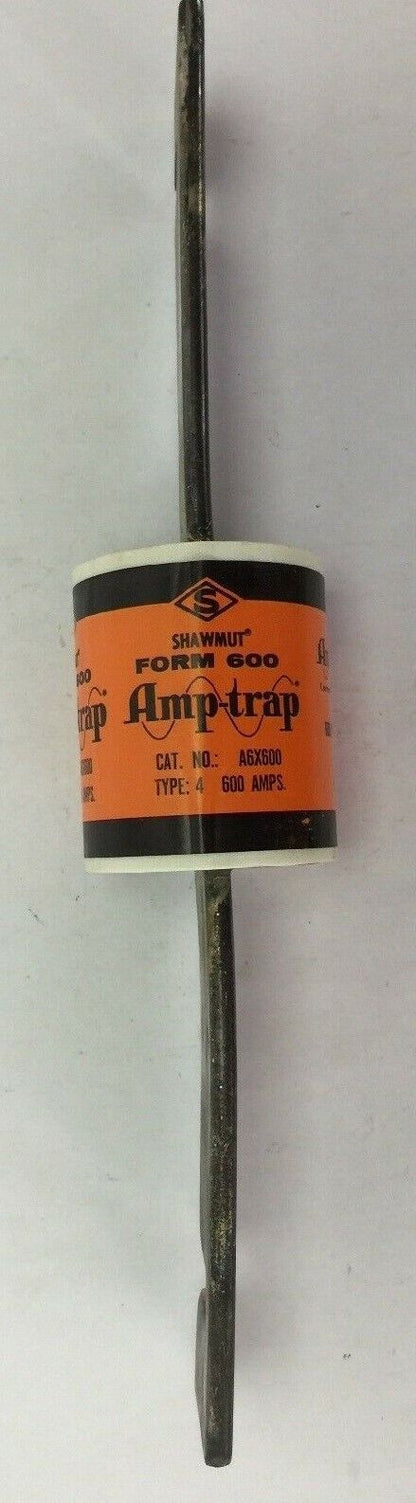 S
SHAWMUT®
FORM 600
Amp-trap®
CAT. NO.: A6X600
TYPE: 4 600 AMPS.